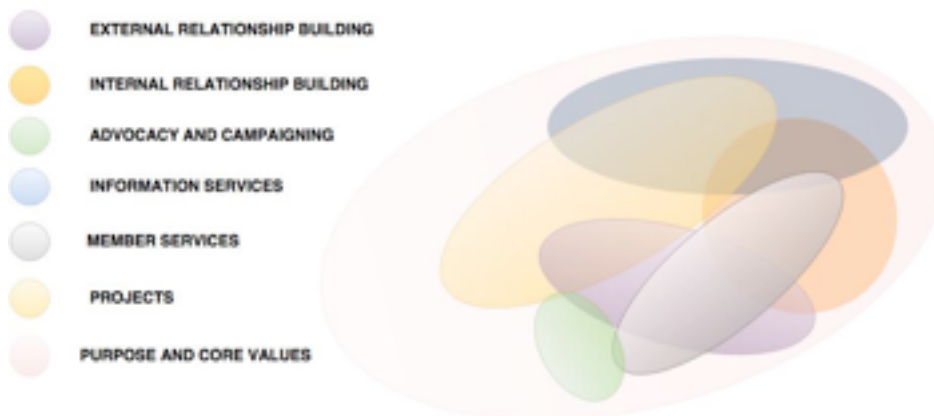 EXTERNAL RELATIONSHIP BUILDING
INTERNAL RELATIONSHIP BUILDING
ADVOCACY AND CAMPAIGNING
INFORMATION SERVICES
MEMBER SERVICES
PROJECTS
PURPOSE AND CORE VALUES